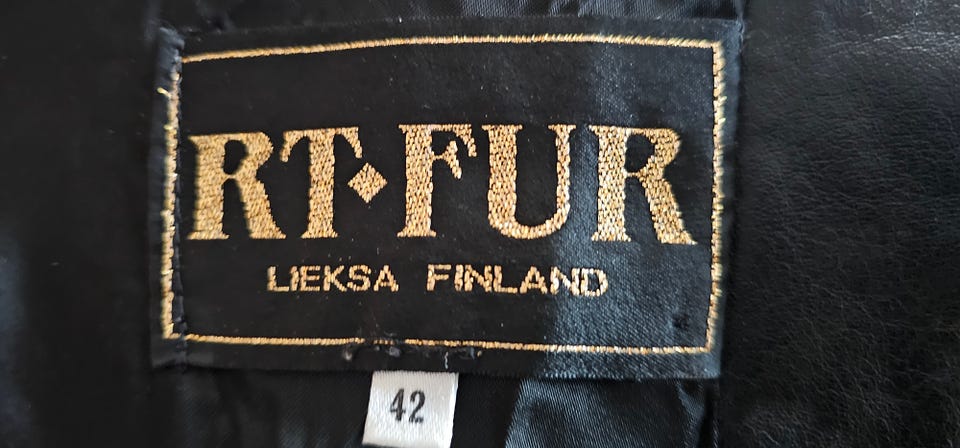 RT◆FUR
LIEKSA FINLAND
42